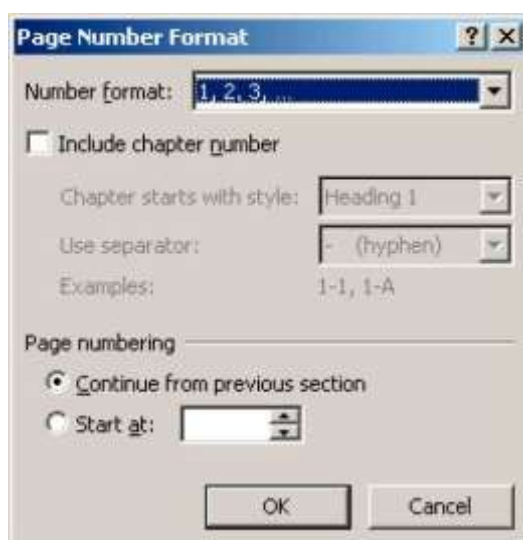 Page Number Format
Number format: 1, 2, 3, ...
Include chapter number
Chapter starts with style: Heading 1
Use separator: - (hyphen)
Examples: 1-1, 1-A
Page numbering
Continue from previous section
Start at:
OK Cancel